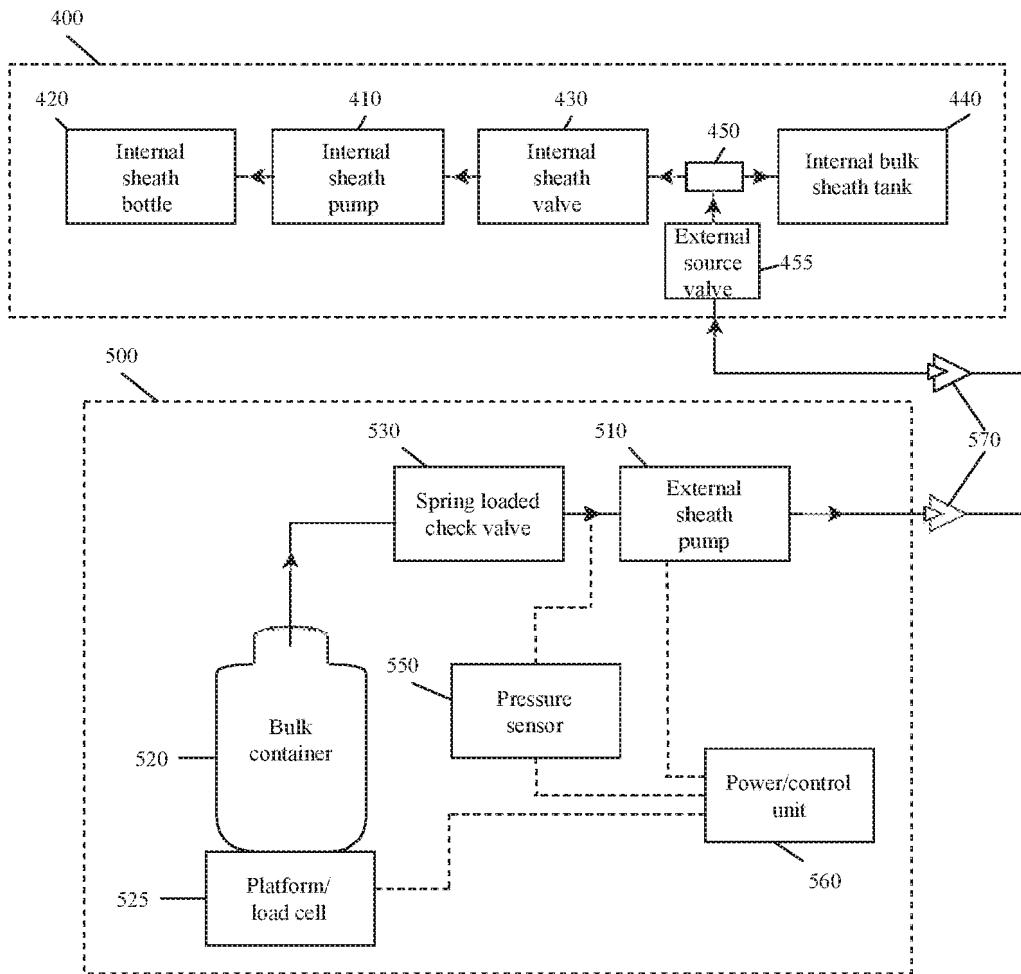 400
420
410
430
440
450
Internal
sheath
bottle
Internal
sheath
pump
Internal
sheath
valve
Internal bulk
sheath tank
External
source
valve
455
500
530
510
570
Spring loaded
check valve
External
sheath
pump
550
Pressure
sensor
Bulk
container
520
Power/control
unit
560
Platform/
load cell
525